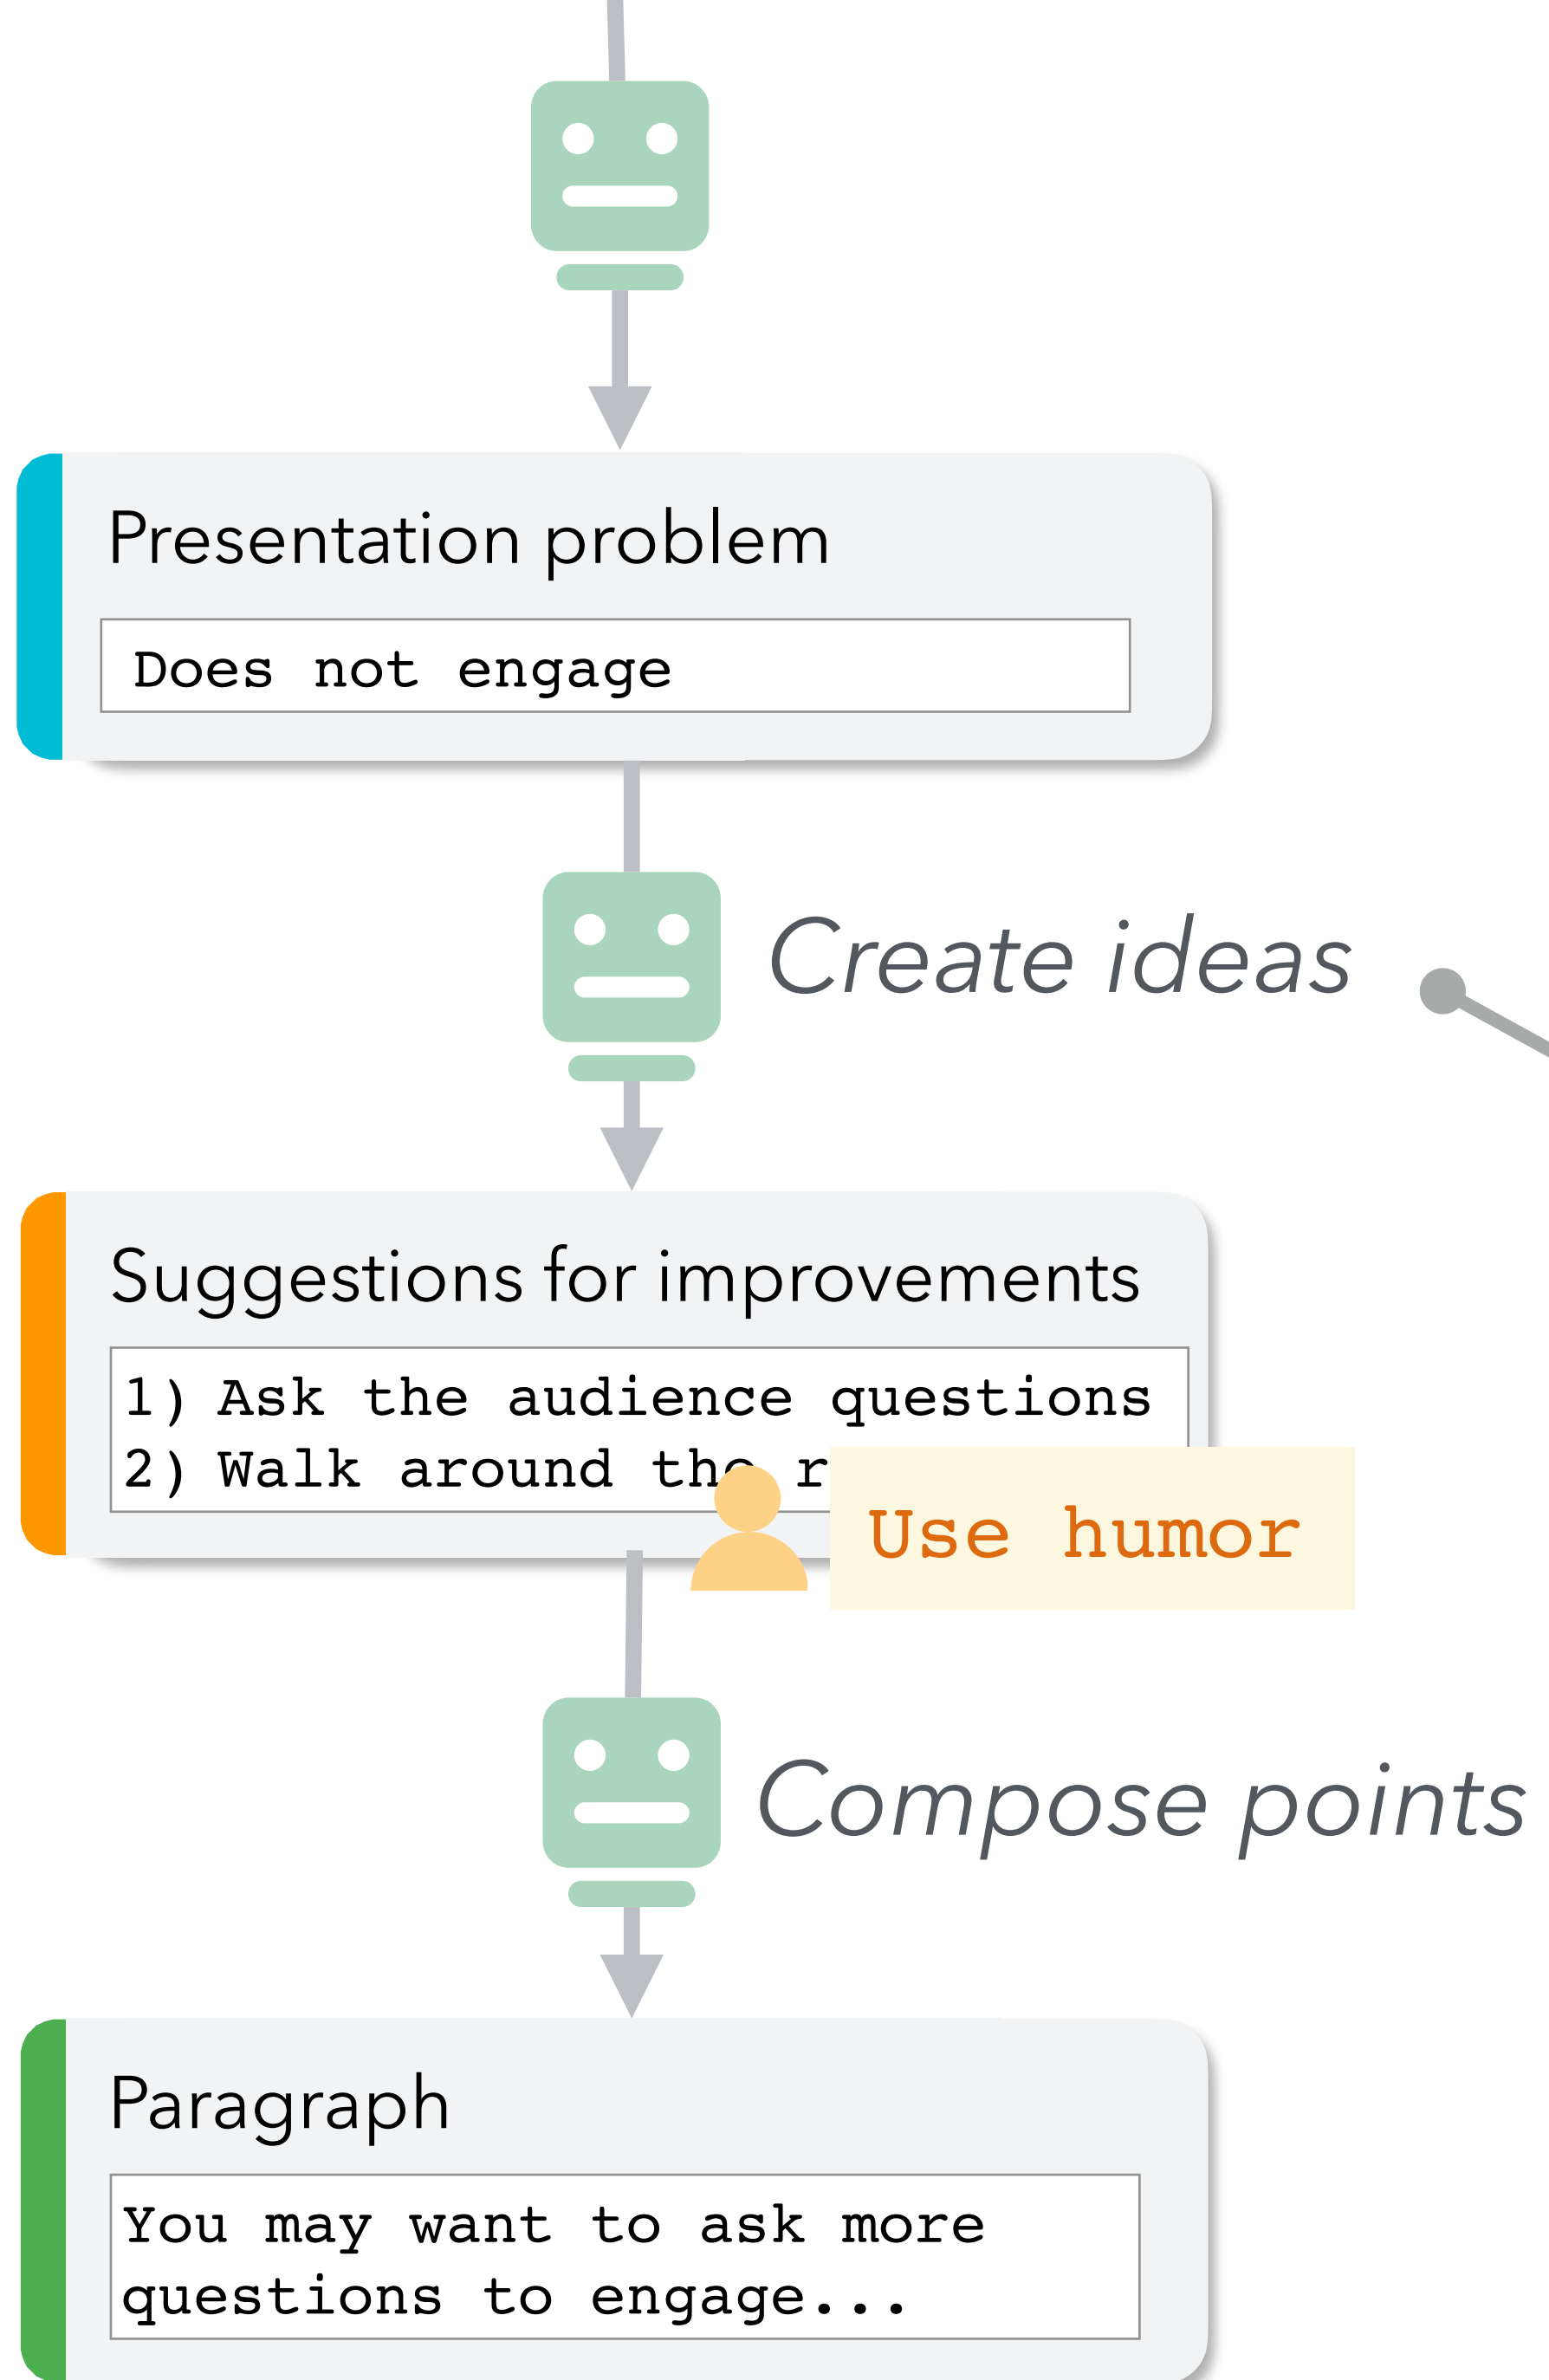 Presentation problem
Does not engage
Create ideas
Suggestions for improvements
1) Ask the audience questions
2) Walk around the
Use humor
Compose points
Paragraph
You may want to ask more
questions to engage...